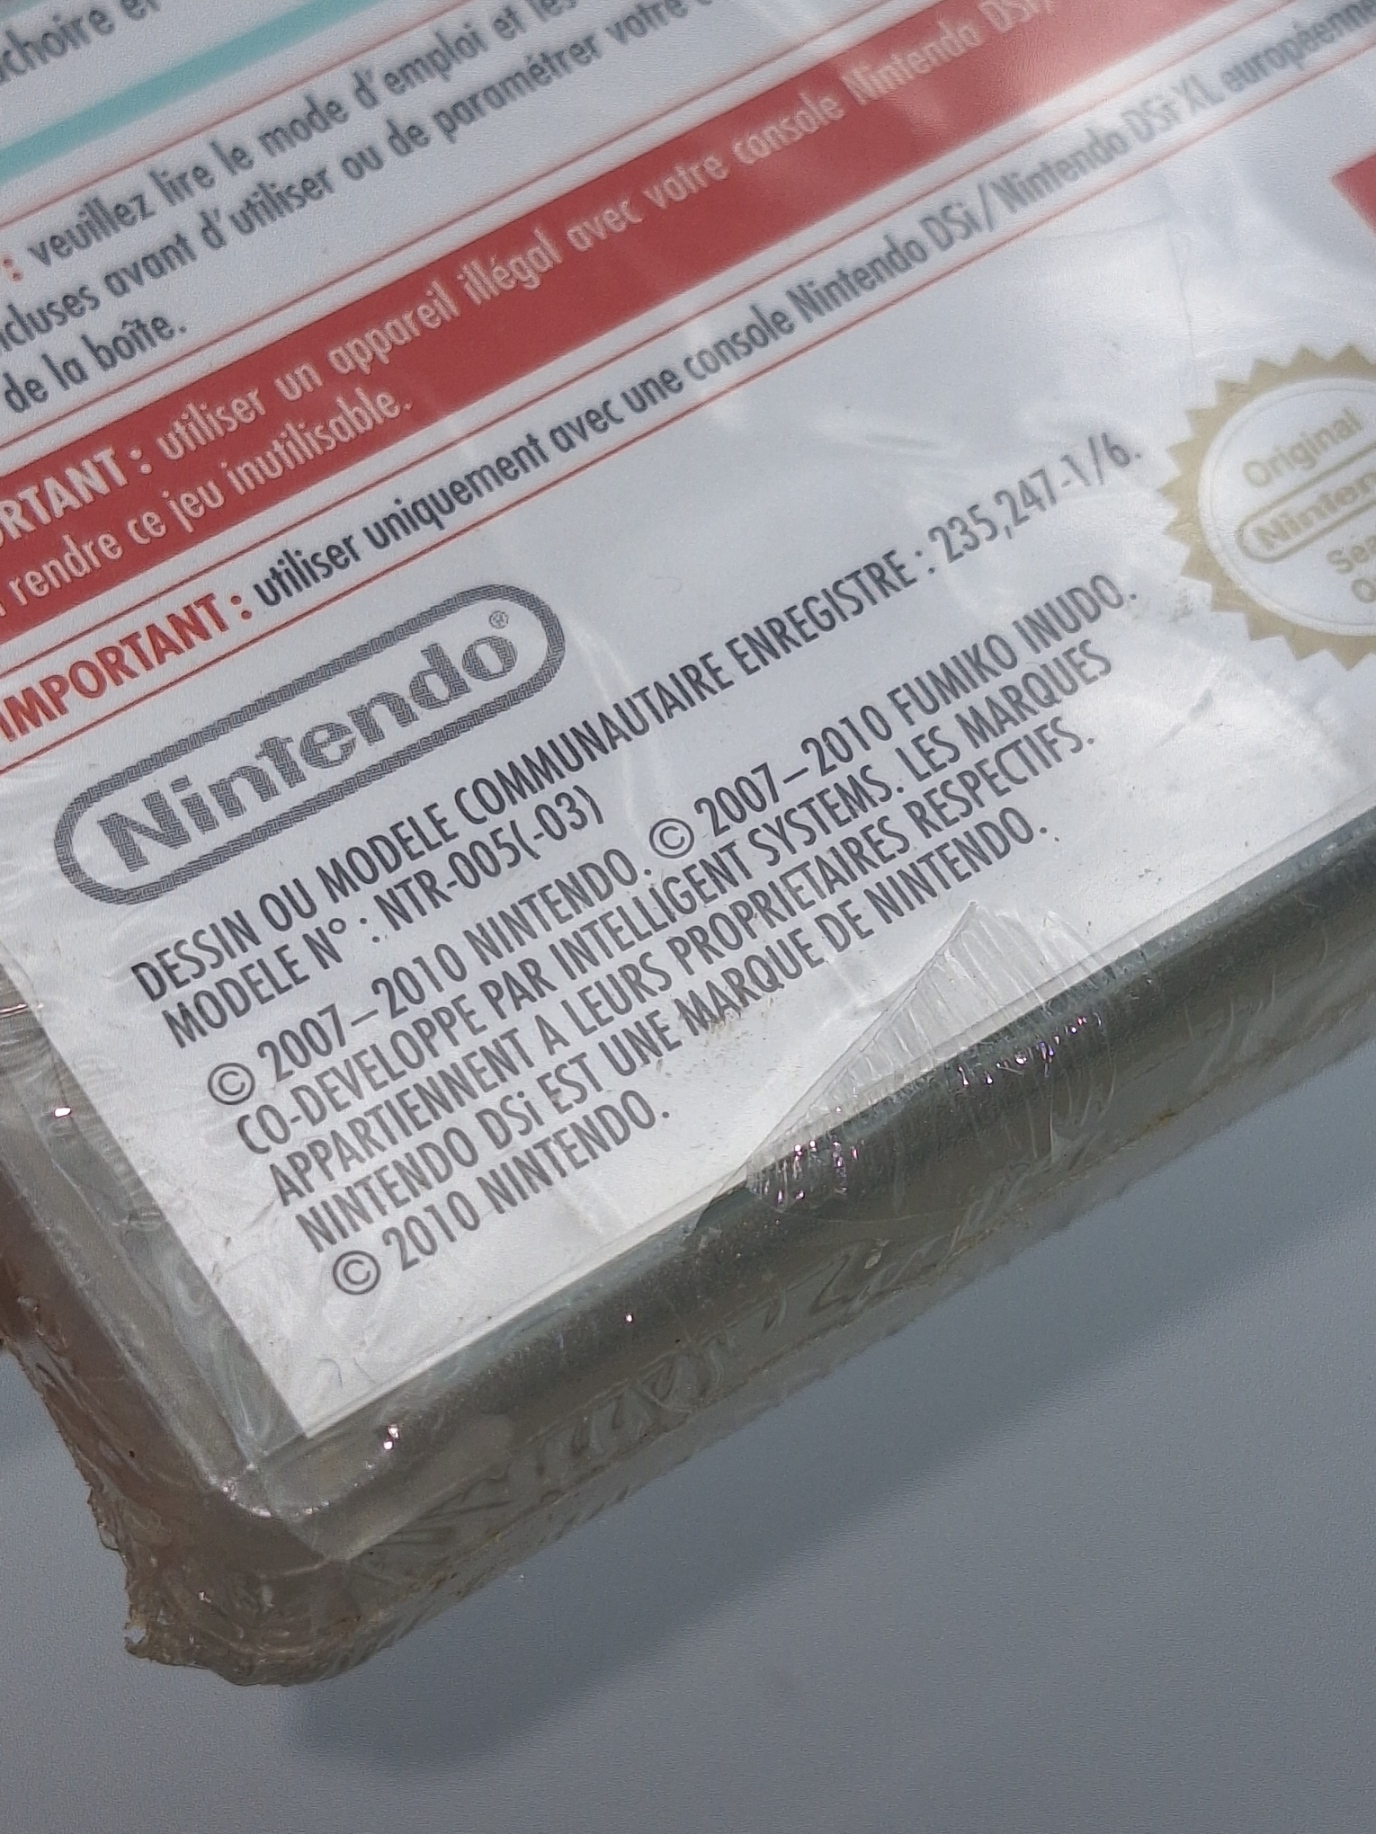 choire et
: veuillez lire le mode d'emploi et les
cluses avant d'utiliser ou de paramétrer votre
de la boîte.
RTANT : utiliser un appareil illégal avec votre console Nintendo DSi/
rendre ce jeu inutilisable.
IMPORTANT : utiliser uniquement avec une console Nintendo DSi/Nintendo DSi XL européenne
Nintendo®
DESSIN OU MODELE COMMUNAUTAIRE ENREGISTRE : 235,247-1/6.
MODELE N° : NTR-005(-03)
© 2007–2010 NINTENDO. © 2007–2010 FUMIKO INUDO.
CO-DEVELOPPE PAR INTELLIGENT SYSTEMS. LES MARQUES
APPARTIENNENT A LEURS PROPRIETAIRES RESPECTIFS.
NINTENDO DSi EST UNE MARQUE DE NINTENDO.
© 2010 NINTENDO.
Original
Ninten
Sea
Q